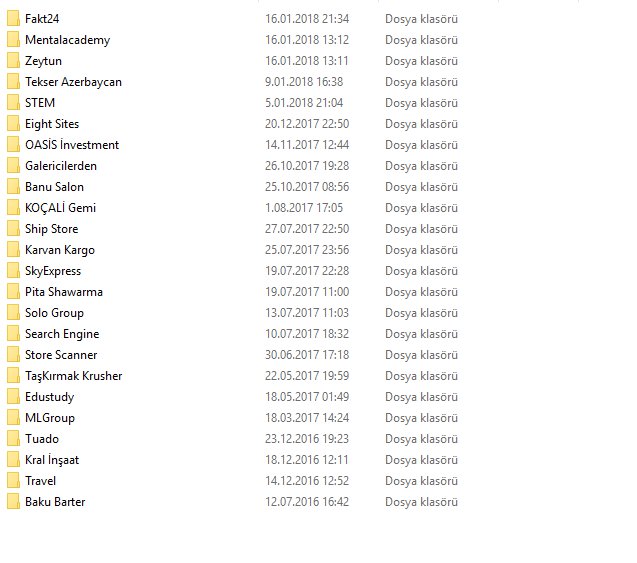 Fakt24 16.01.2018 21:34 Dosya klasörü
Mentalacademy 16.01.2018 13:12 Dosya klasörü
Zeytun 16.01.2018 13:11 Dosya klasörü
Tekser Azerbaycan 9.01.2018 16:38 Dosya klasörü
STEM 5.01.2018 21:04 Dosya klasörü
Eight Sites 20.12.2017 22:50 Dosya klasörü
OASİS İnvestment 14.11.2017 12:44 Dosya klasörü
Galericilerden 26.10.2017 19:28 Dosya klasörü
Banu Salon 25.10.2017 08:56 Dosya klasörü
KOÇALİ Gemi 1.08.2017 17:05 Dosya klasörü
Ship Store 27.07.2017 22:50 Dosya klasörü
Karvan Kargo 25.07.2017 23:56 Dosya klasörü
SkyExpress 19.07.2017 22:28 Dosya klasörü
Pita Shawarma 19.07.2017 11:00 Dosya klasörü
Solo Group 13.07.2017 11:03 Dosya klasörü
Search Engine 10.07.2017 18:32 Dosya klasörü
Store Scanner 30.06.2017 17:18 Dosya klasörü
TaşKırmak Krusher 22.05.2017 19:59 Dosya klasörü
Edustudy 18.05.2017 01:49 Dosya klasörü
MLGroup 18.03.2017 14:24 Dosya klasörü
Tuado 23.12.2016 19:23 Dosya klasörü
Kral İnşaat 18.12.2016 12:11 Dosya klasörü
Travel 14.12.2016 12:52 Dosya klasörü
Baku Barter 12.07.2016 16:42 Dosya klasörü